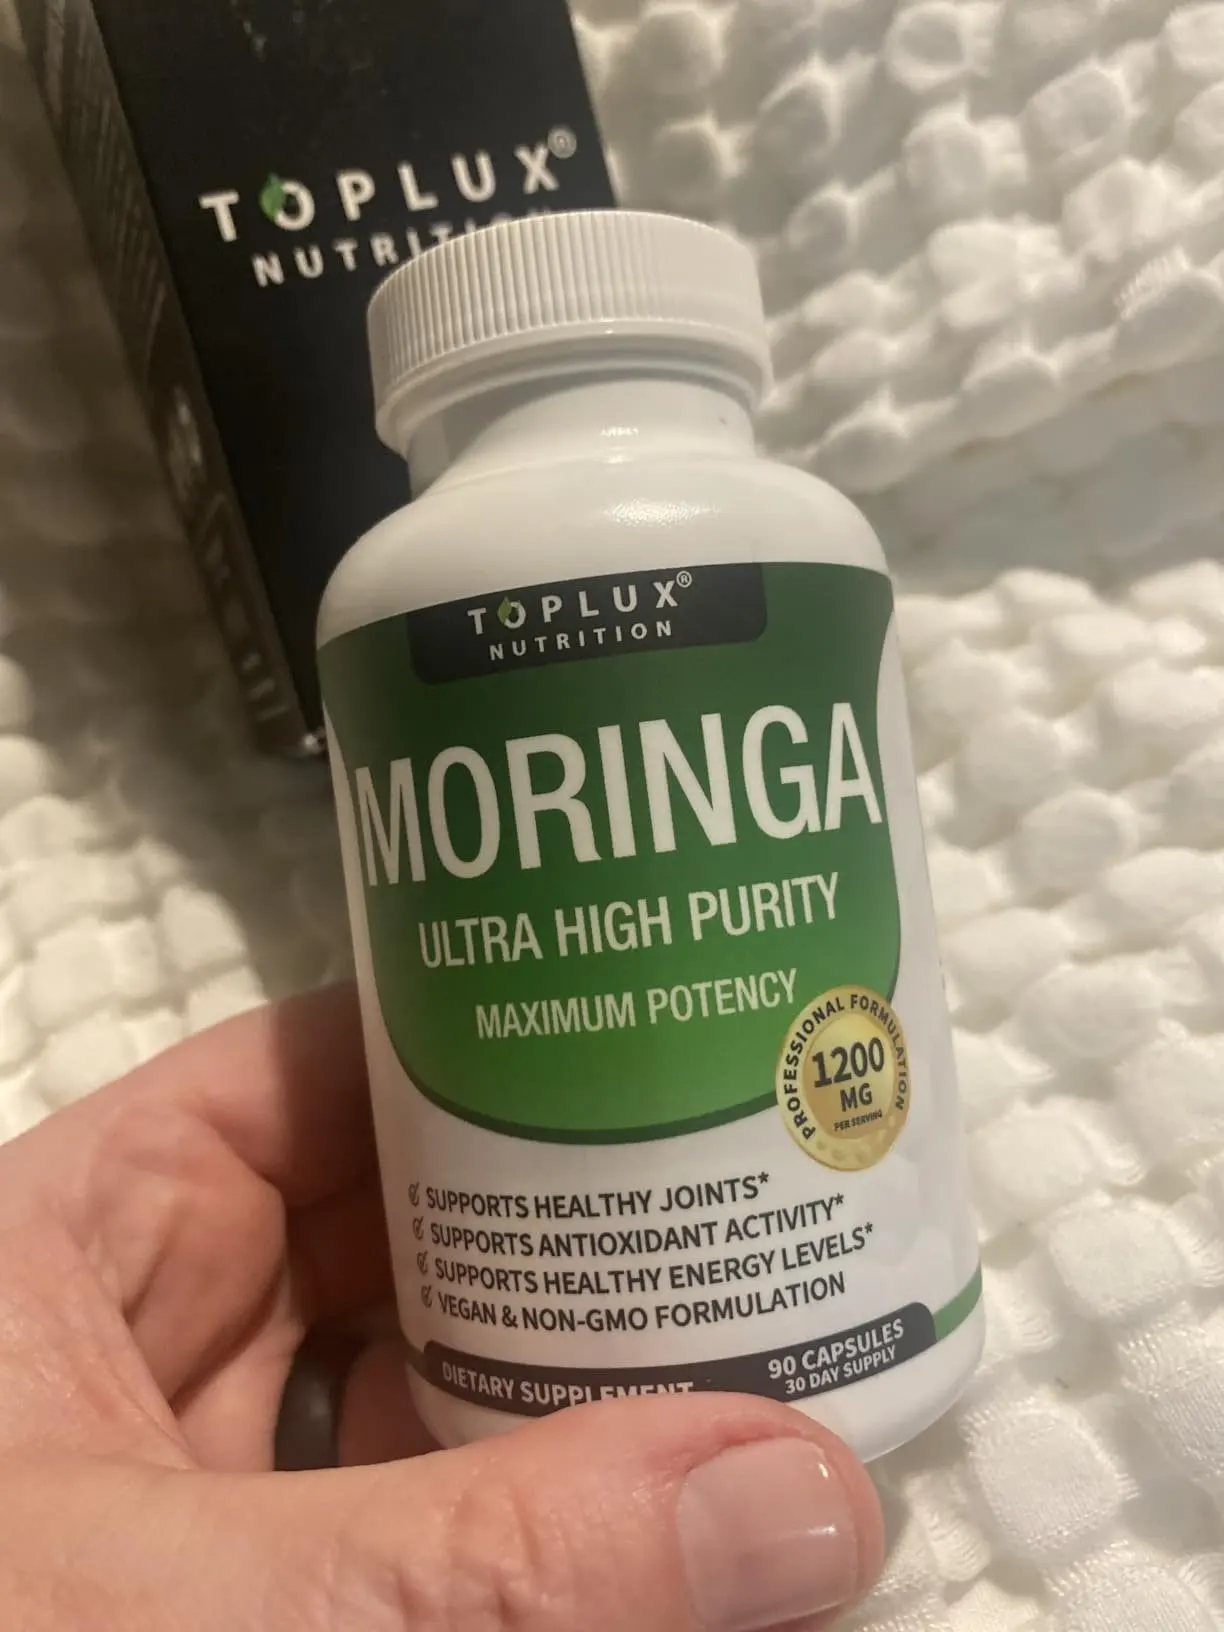 TOPLUX®
NUTRITION
TOPLUX®
NUTRITION
MORINGA
ULTRA HIGH PURITY
MAXIMUM POTENCY
PROFESSIONAL FORMULATION
1200
MG
PER SERVING
SUPPORTS HEALTHY JOINTS*
SUPPORTS ANTIOXIDANT ACTIVITY*
SUPPORTS HEALTHY ENERGY LEVELS*
VEGAN & NON-GMO FORMULATION
DIETARY SUPPLEMENT
90 CAPSULES
30 DAY SUPPLY